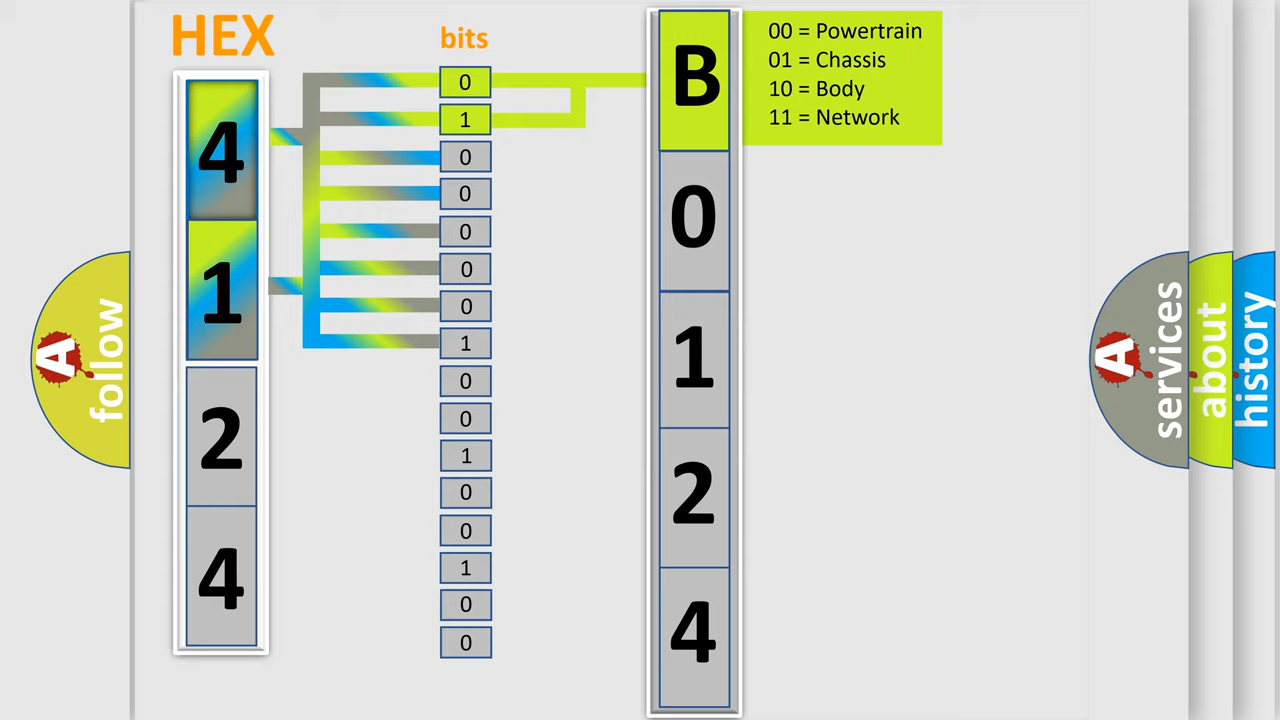 HEX
bits
4
1
2
4
0
1
0
0
0
0
0
1
0
0
1
0
0
1
0
0
B
0
1
2
4
00 = Powertrain
01 = Chassis
10 = Body
11 = Network
A follow
A services
about
history